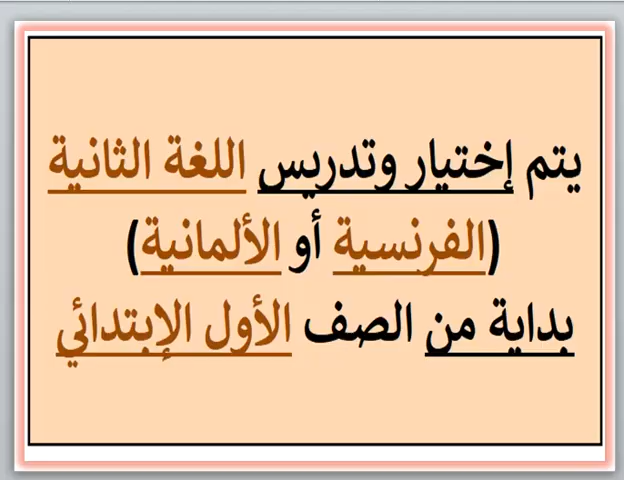 يتم إختيار وتدريس اللغة الثانية
(الفرنسية أو الألمانية)
بداية من الصف الأول الإبتدائي